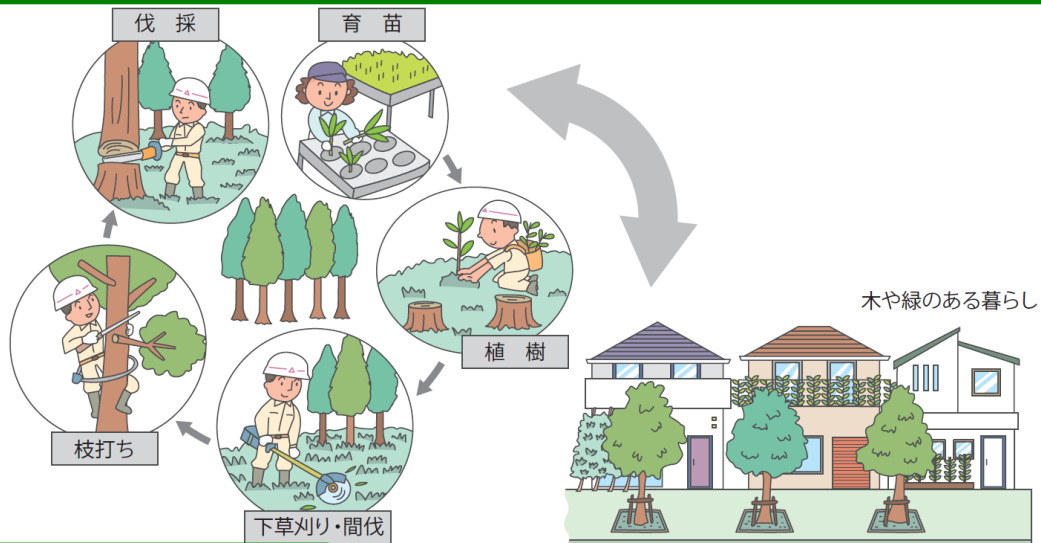 伐 採
育 苗
植 樹
下草刈り・間伐
枝打ち
木や緑のある暮らし